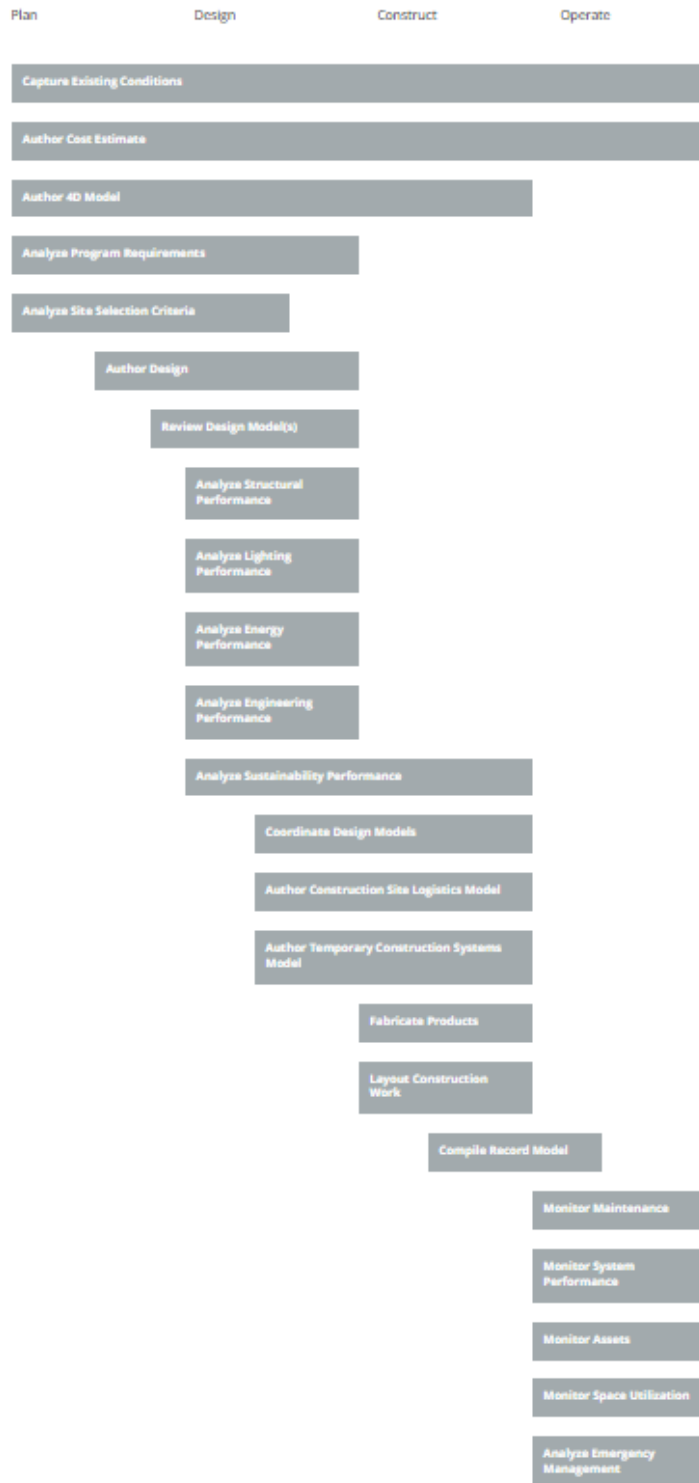 Plan Design Construct Operate
Capture Existing Conditions
Author Cost Estimate
Author 4D Model
Analyze Program Requirements
Analyze Site Selection Criteria
Author Design
Review Design Model(s)
Analyze Structural
Performance
Analyze Lighting
Performance
Analyze Energy
Performance
Analyze Engineering
Performance
Analyze Sustainability Performance
Coordinate Design Models
Author Construction Site Logistics Model
Author Temporary Construction Systems
Model
Fabricate Products
Layout Construction
Work
Compile Record Model
Monitor Maintenance
Monitor System
Performance
Monitor Assets
Monitor Space Utilization
Analyze Emergency
Management